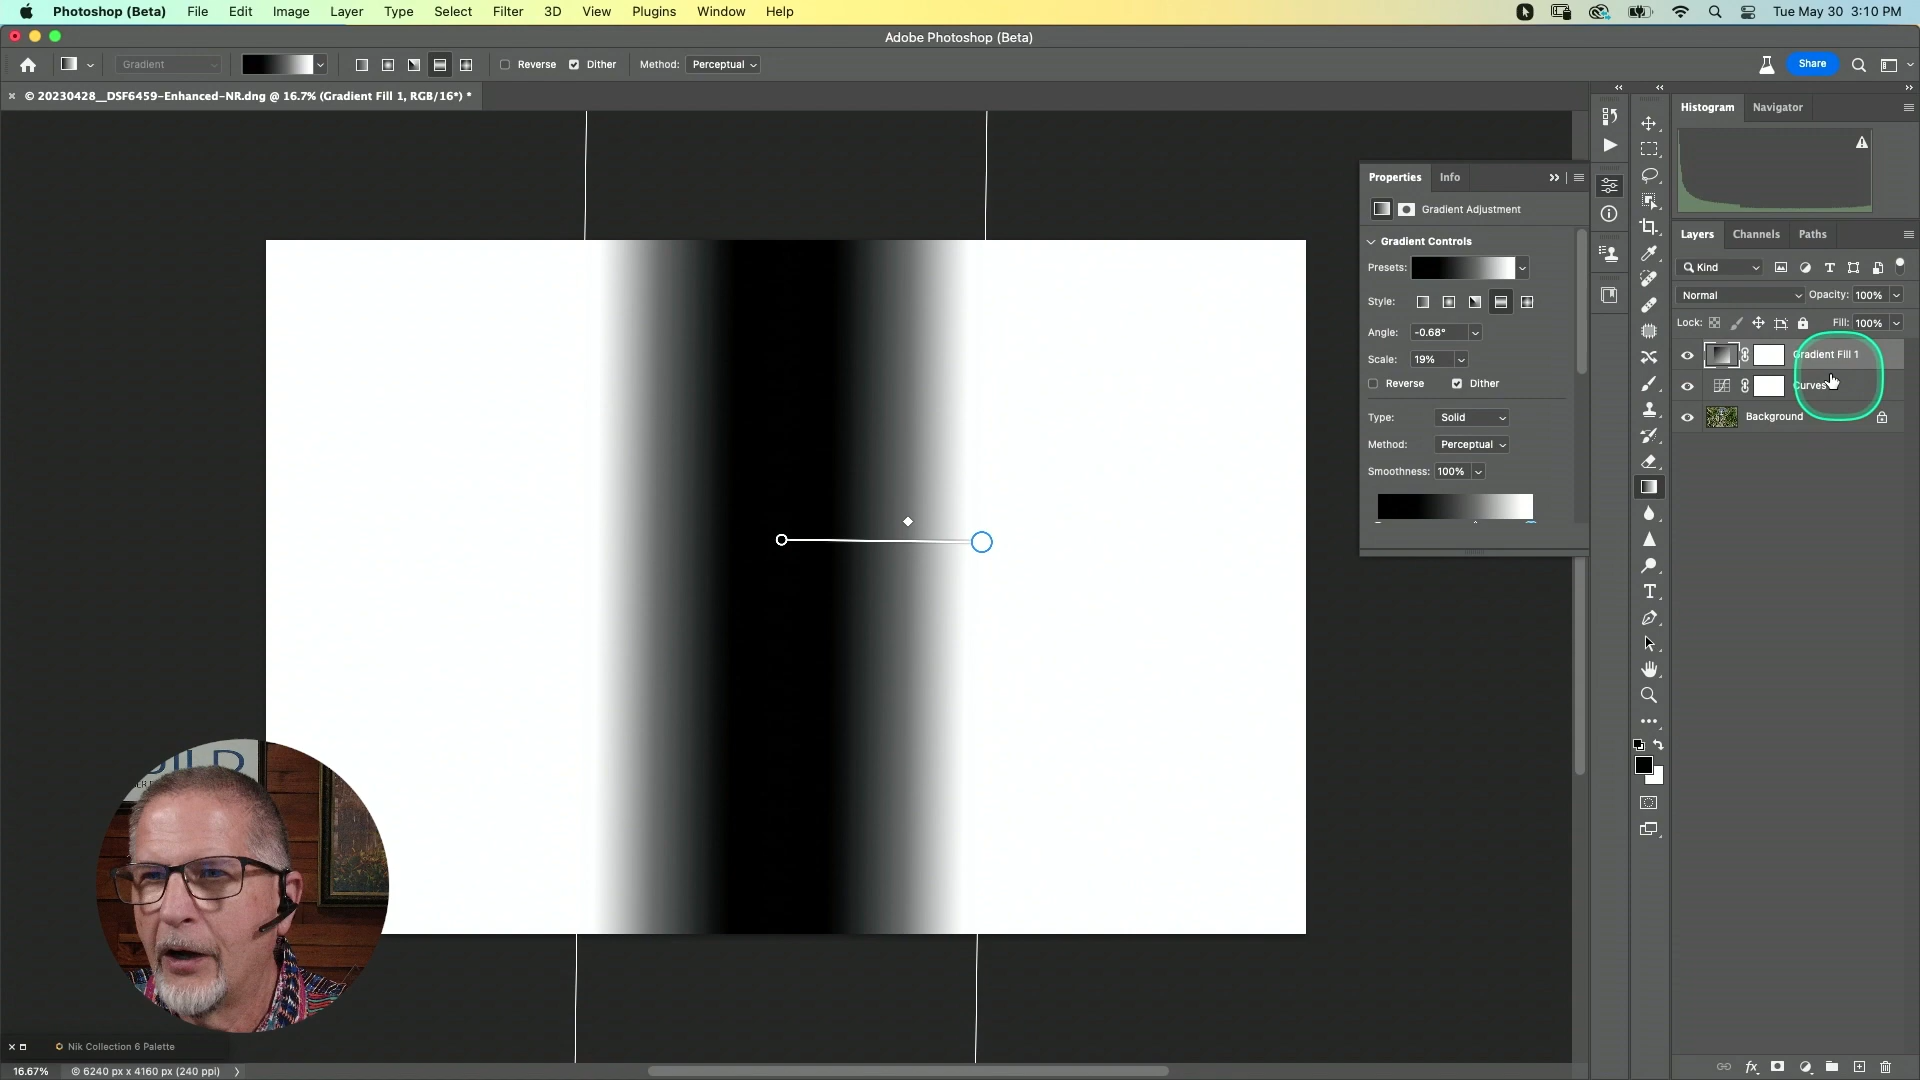 Photoshop (Beta) File Edit Image Layer Type Select Filter 3D View Plugins Window Help Tue May 30 3:10 PM
Adobe Photoshop (Beta)
Gradient Reverse Dither Method: Perceptual Share
× © 20230428__DSF6459-Enhanced-NR.dng @ 16.7% (Gradient Fill 1, RGB/16*) *
Histogram Navigator
Properties Info
Gradient Adjustment
Gradient Controls
Presets:
Style:
Angle: -0.68°
Scale: 19%
Reverse Dither
Type: Solid
Method: Perceptual
Smoothness: 100%
Layers Channels Paths
Kind
Normal Opacity: 100%
Lock: Fill: 100%
Gradient Fill 1
Curves
Background
Nik Collection 6 Palette
16.67% © 6240 px x 4160 px (240 ppi)